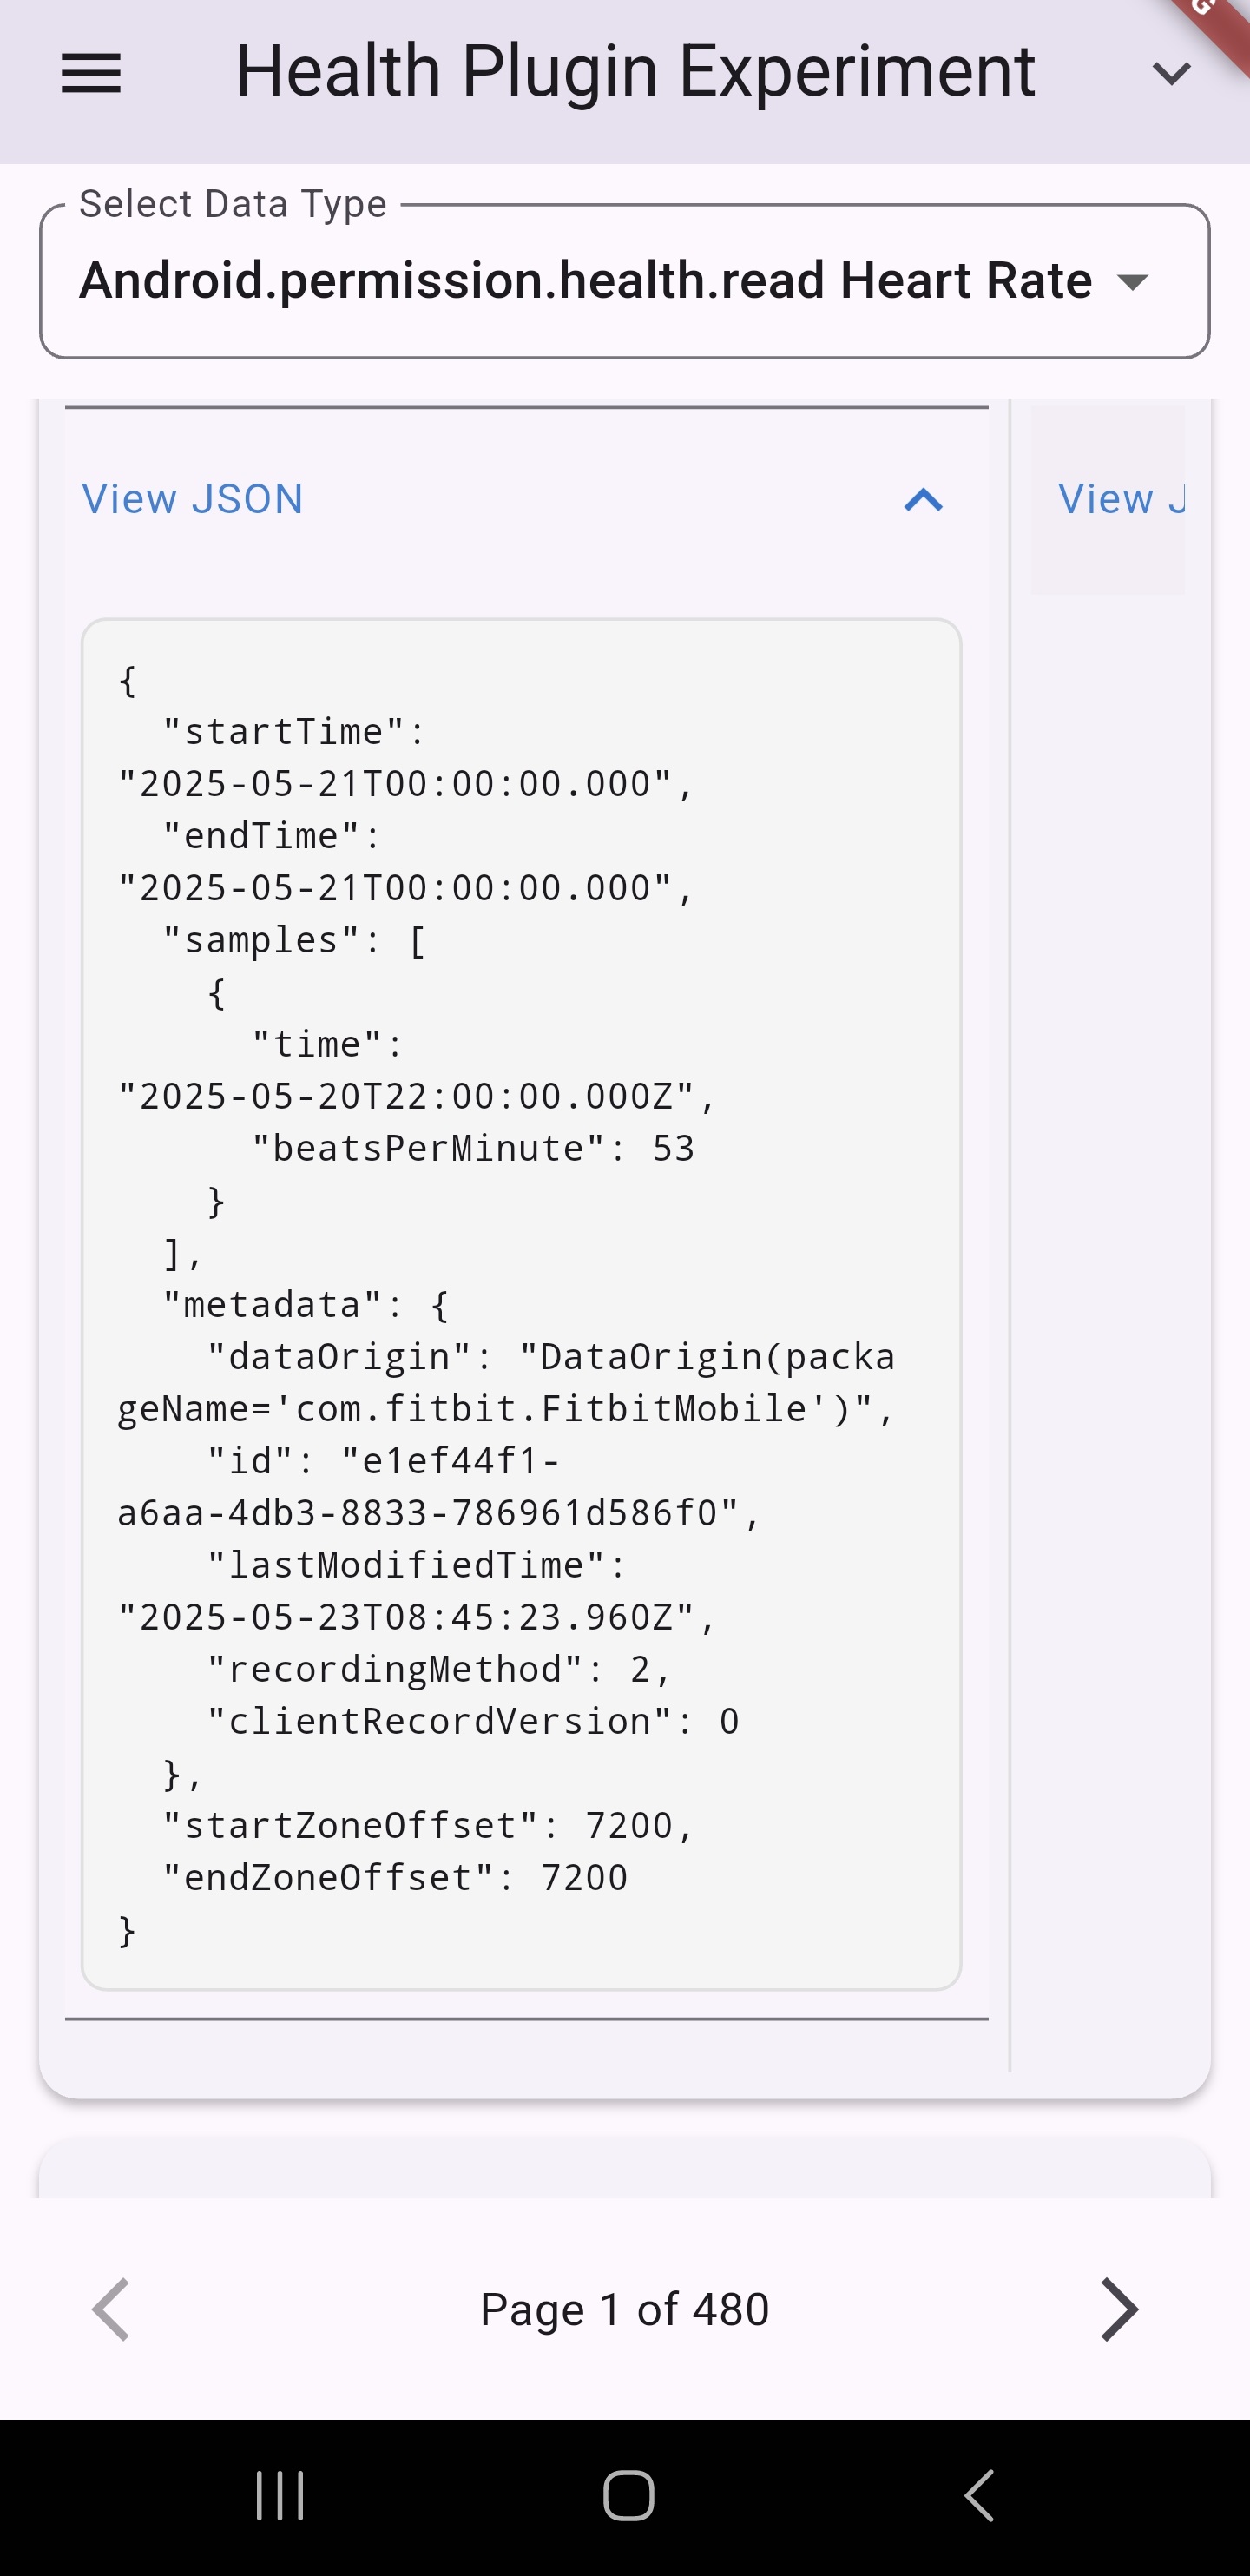 G
Health Plugin Experiment
Select Data Type
Android.permission.health.read Heart Rate
View JSON
View J
{
  "startTime":
"2025-05-21T00:00:00.000",
  "endTime":
"2025-05-21T00:00:00.000",
  "samples": [
    {
      "time":
"2025-05-20T22:00:00.000Z",
      "beatsPerMinute": 53
    }
  ],
  "metadata": {
    "dataOrigin": "DataOrigin(packa
geName='com.fitbit.FitbitMobile')",
    "id": "e1ef44f1-
a6aa-4db3-8833-786961d586f0",
    "lastModifiedTime":
"2025-05-23T08:45:23.960Z",
    "recordingMethod": 2,
    "clientRecordVersion": 0
  },
  "startZoneOffset": 7200,
  "endZoneOffset": 7200
}
Page 1 of 480